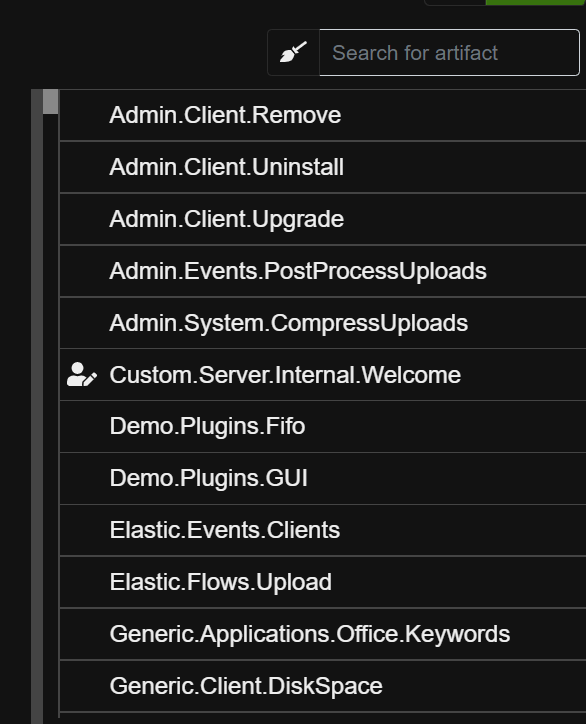 Search for artifact
Admin.Client.Remove
Admin.Client.Uninstall
Admin.Client.Upgrade
Admin.Events.PostProcessUploads
Admin.System.CompressUploads
Custom.Server.Internal.Welcome
Demo.Plugins.Fifo
Demo.Plugins.GUI
Elastic.Events.Clients
Elastic.Flows.Upload
Generic.Applications.Office.Keywords
Generic.Client.DiskSpace